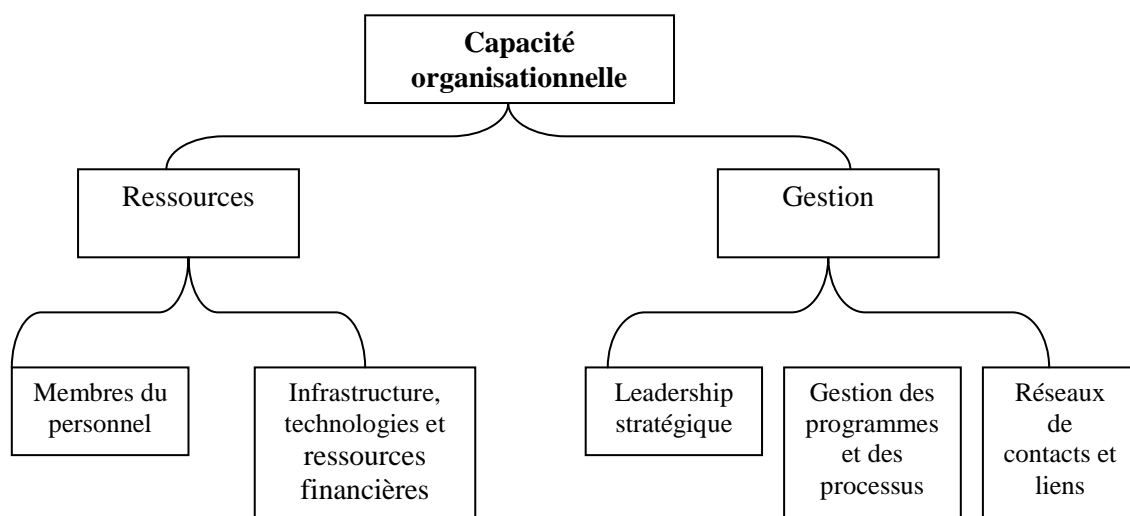 Capacité
organisationnelle
Ressources
Gestion
Membres du
personnel
Infrastructure,
technologies et
ressources
financières
Leadership
stratégique
Gestion des
programmes
et des
processus
Réseaux
de
contacts et
liens